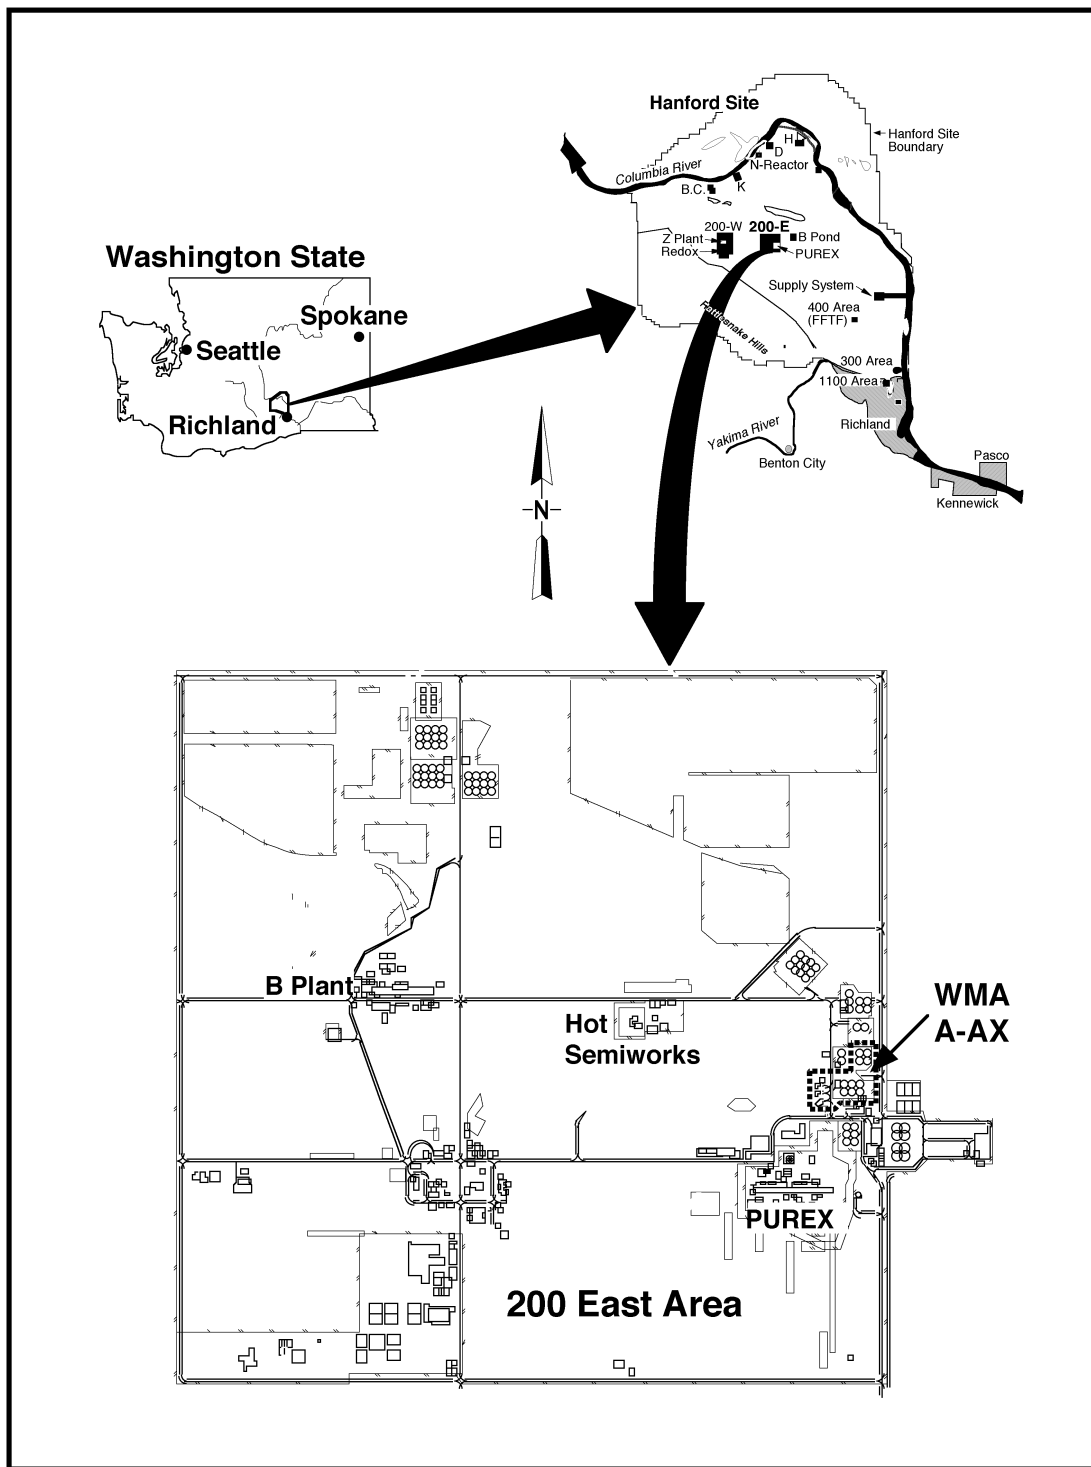 Hanford Site
Hanford Site
Boundary
H
D
N-Reactor
Columbia River
K
B.C.
200-W
200-E
Z Plant
Redox
B Pond
PUREX
Supply System
400 Area
(FFTF)
Rattlesnake Hills
300 Area
1100 Area
Richland
Yakima River
Benton City
Pasco
Kennewick
Washington State
Spokane
Seattle
Richland
N
B Plant
Hot
Semiworks
WMA
A-AX
PUREX
200 East Area